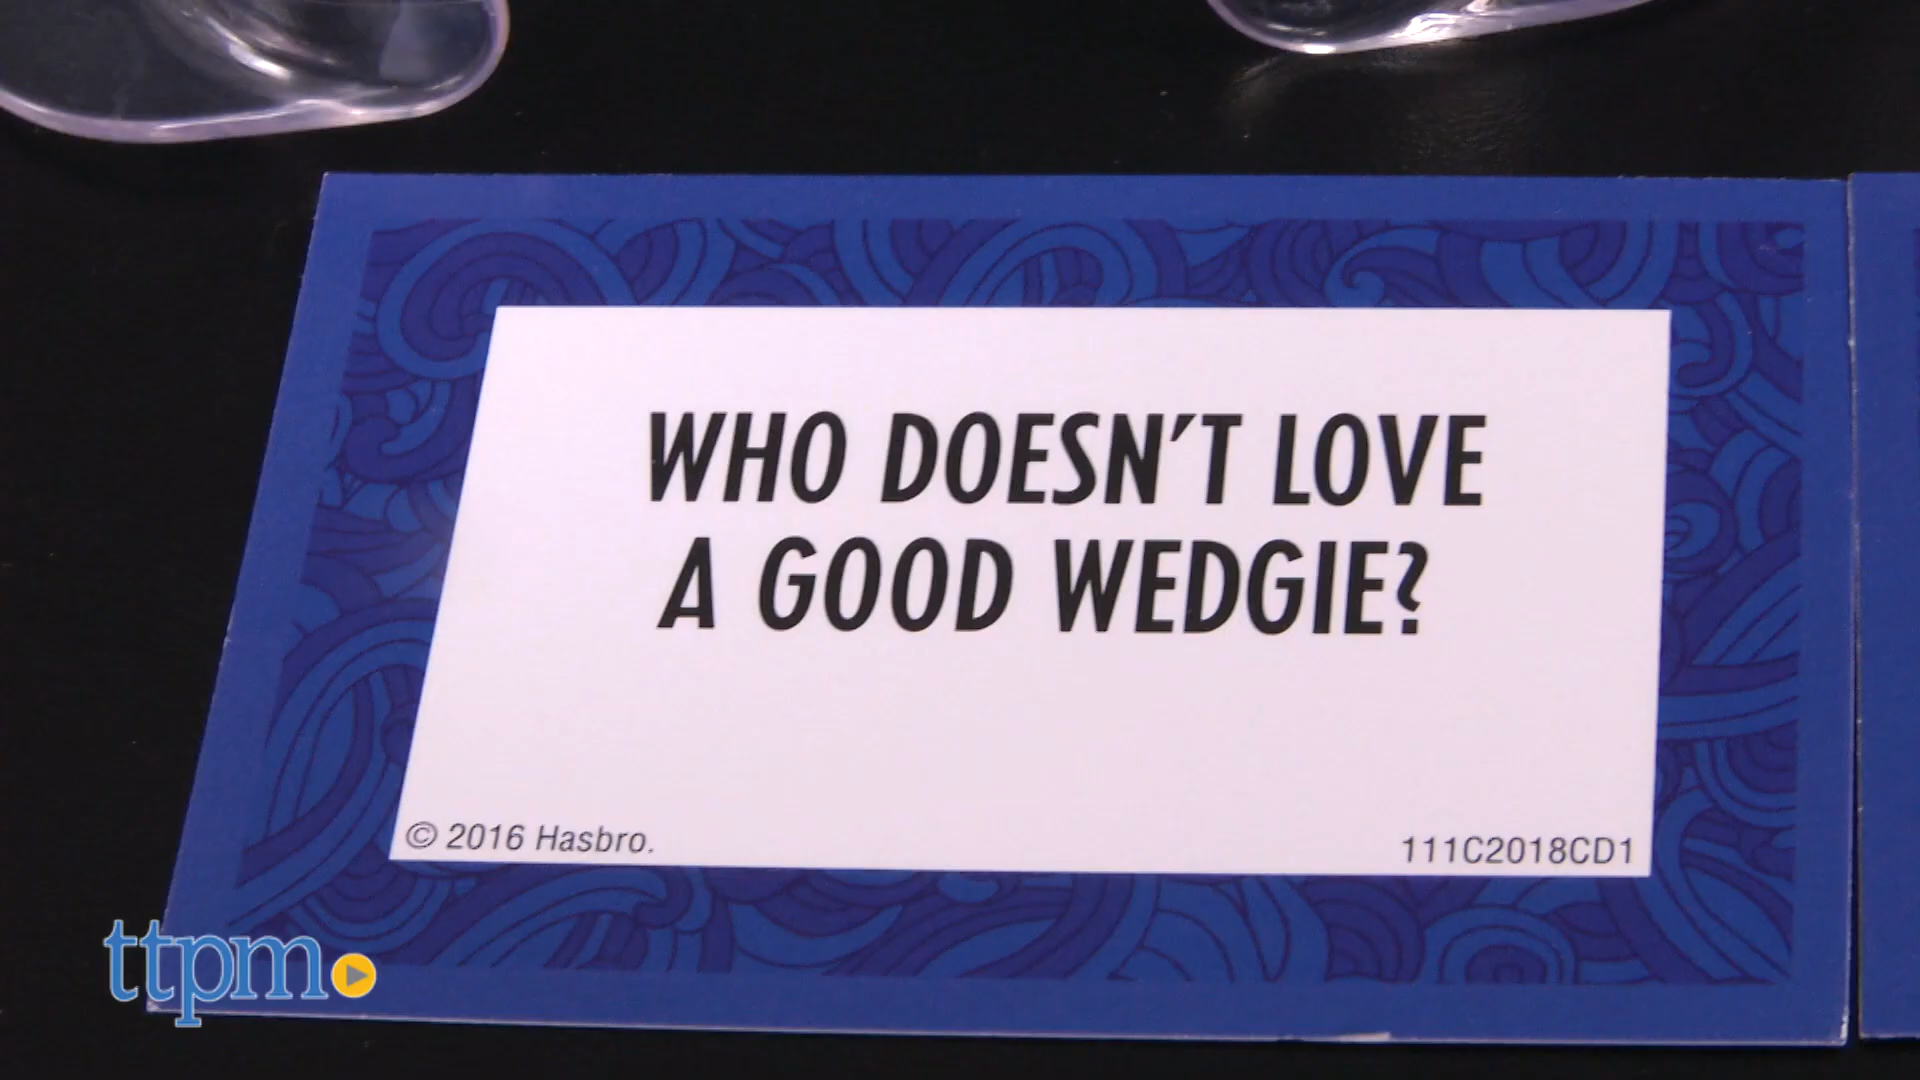 WHO DOESN'T LOVE
A GOOD WEDGIE?
© 2016 Hasbro.
111C2018CD1
ttpm